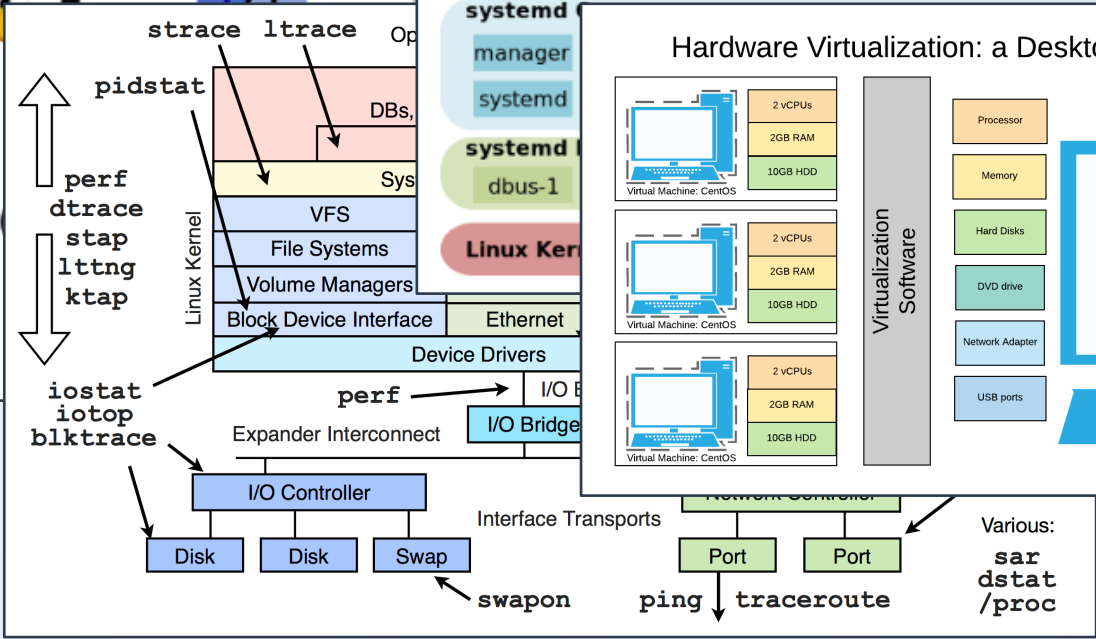 strace ltrace
Op
pidstat
DBs,
perf
dtrace
stap
lttng
ktap
Sys
Linux Kernel
VFS
File Systems
Volume Managers
Block Device Interface
Ethernet
Device Drivers
iostat
iotop
blktrace
perf
I/O
I/O Bridge
Expander Interconnect
I/O Controller
Interface Transports
Disk
Disk
Swap
swapon
Network Controller
Port
Port
ping
traceroute
Various:
sar
dstat
/proc
systemd
manager
systemd
systemd
dbus-1
Linux Ker
Hardware Virtualization: a Deskto
2 vCPUs
2GB RAM
10GB HDD
Virtual Machine: CentOS
2 vCPUs
2GB RAM
10GB HDD
Virtual Machine: CentOS
2 vCPUs
2GB RAM
10GB HDD
Virtual Machine: CentOS
Virtualization
Software
Processor
Memory
Hard Disks
DVD drive
Network Adapter
USB ports